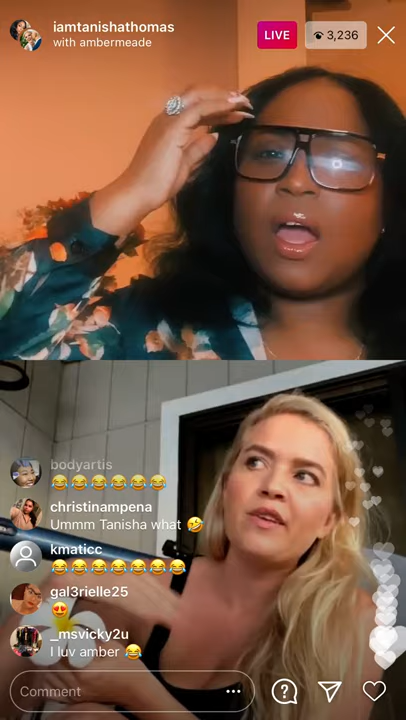 iamtanishathomas
with ambermeade
LIVE
3,236
bodyartis
😂😂😂😂😂😂
christinampena
Ummm Tanisha what 🤣
kmaticc
😂😂😂😂😂😂😂
gal3rielle25
😍
_msvicky2u
I luv amber 😂
Comment